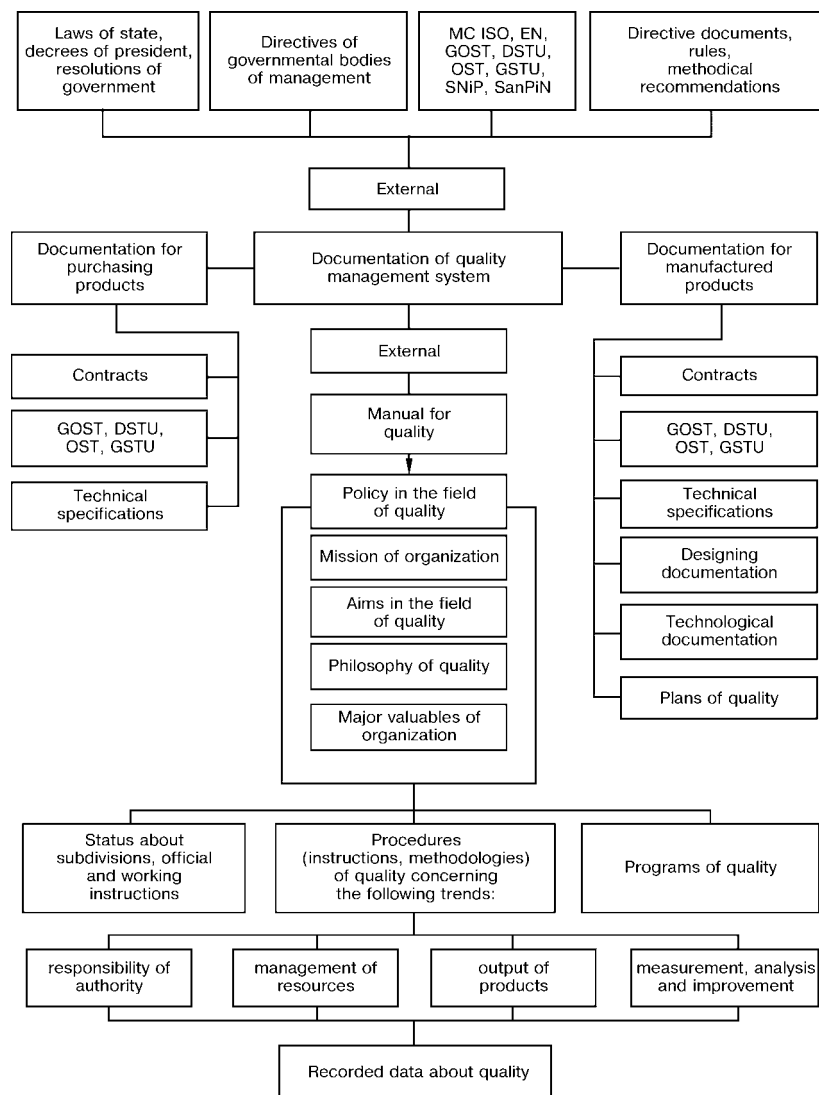 Laws of state,
decrees of president,
resolutions of
government
Directives of
governmental bodies
of management
MC ISO, EN,
GOST, DSTU,
OST, GSTU,
SNiP, SanPiN
Directive documents,
rules,
methodical
recommendations
External
Documentation for
purchasing
products
Documentation of quality
management system
Documentation for
manufactured
products
Contracts
GOST, DSTU,
OST, GSTU
Technical
specifications
External
Manual for
quality
Policy in the field
of quality
Mission of organization
Aims in the field
of quality
Philosophy of quality
Major valuables of
organization
Contracts
GOST, DSTU,
OST, GSTU
Technical
specifications
Designing
documentation
Technological
documentation
Plans of quality
Status about
subdivisions, official
and working
instructions
Procedures
(instructions, methodologies)
of quality concerning
the following trends:
Programs of quality
responsibility of
authority
management of
resources
output of
products
measurement, analysis
and improvement
Recorded data about quality